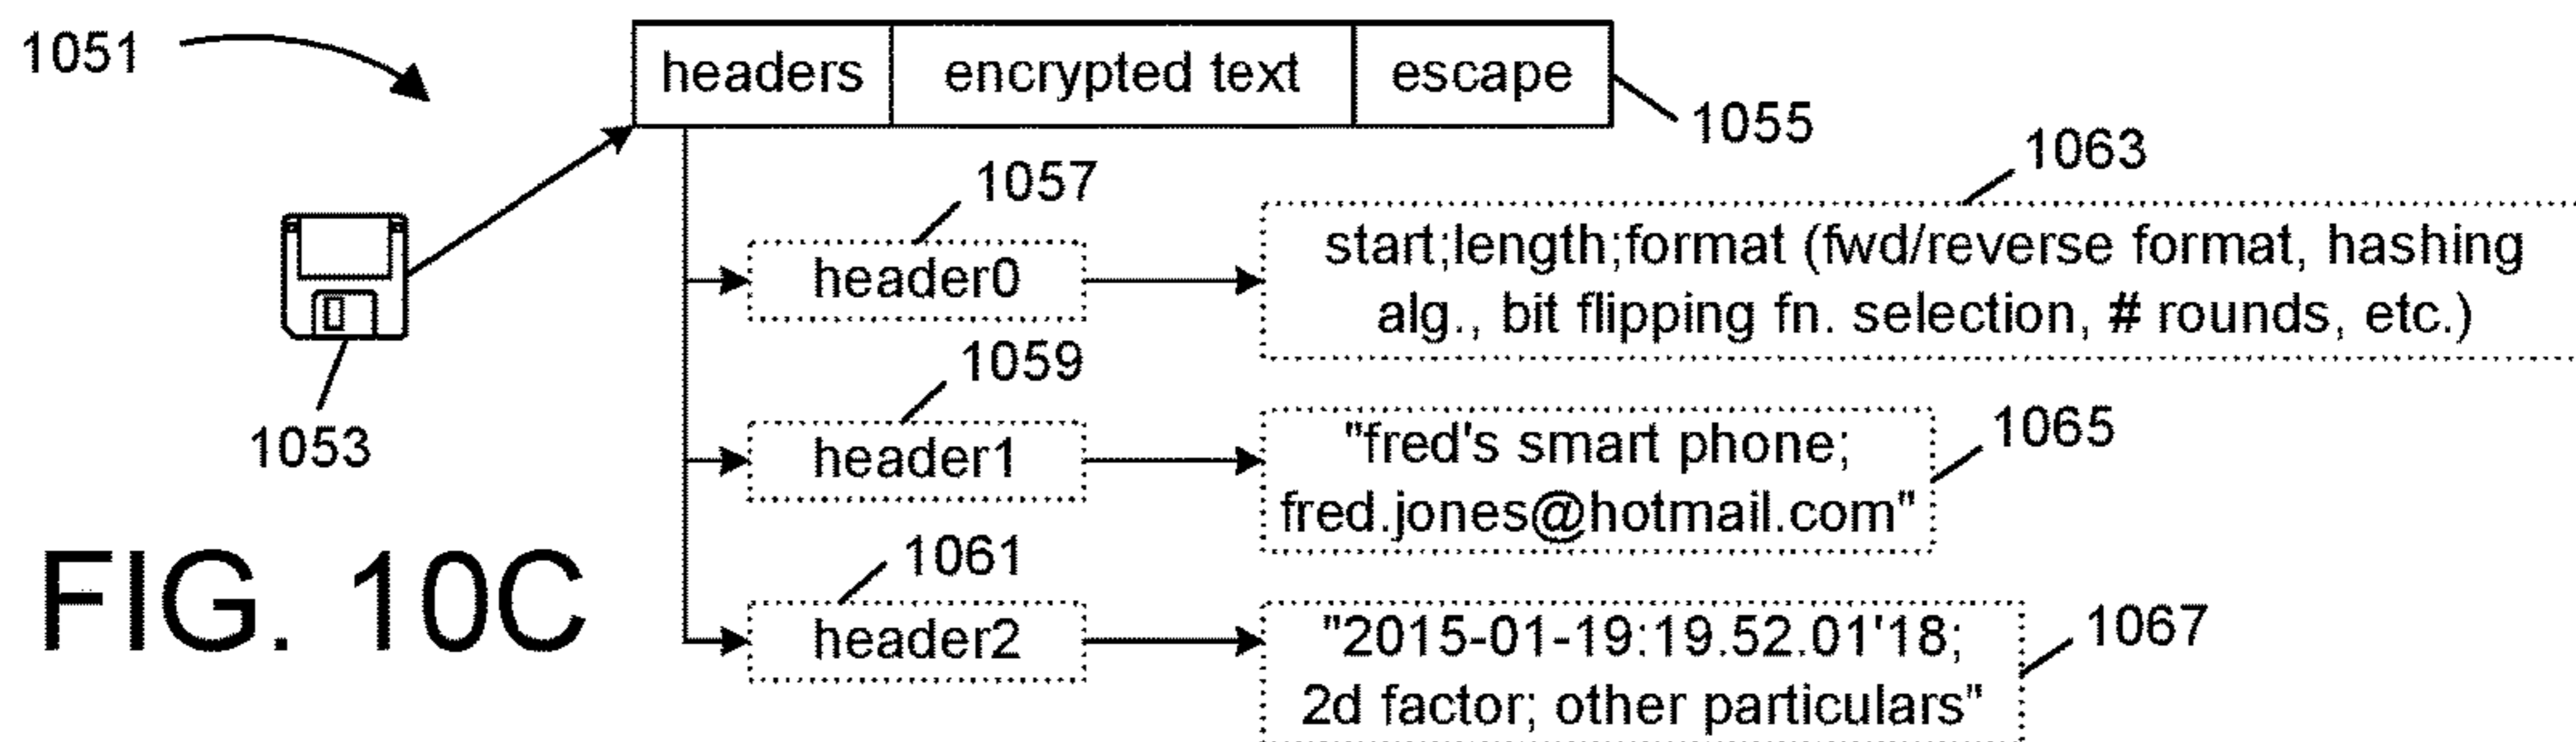 1051
headers encrypted text escape
1055
1063
1057
header0
start;length;format (fwd/reverse format, hashing
alg., bit flipping fn. selection, # rounds, etc.)
1053
1059
header1
"fred's smart phone;
fred.jones@hotmail.com"
1065
FIG. 10C
1061
header2
"2015-01-19:19.52.01'18;
2d factor; other particulars"
1067